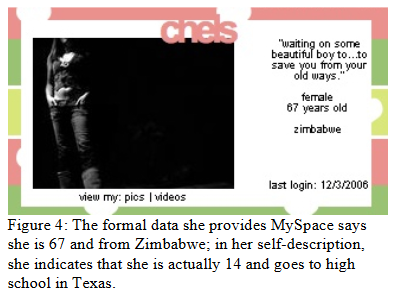 chels
"waiting on some
beautiful boy to...to
save you from your
old ways."
female
67 years old
zimbabwe
last login: 12/3/2006
view my: pics | videos
Figure 4: The formal data she provides MySpace says
she is 67 and from Zimbabwe; in her self-description,
she indicates that she is actually 14 and goes to high
school in Texas.